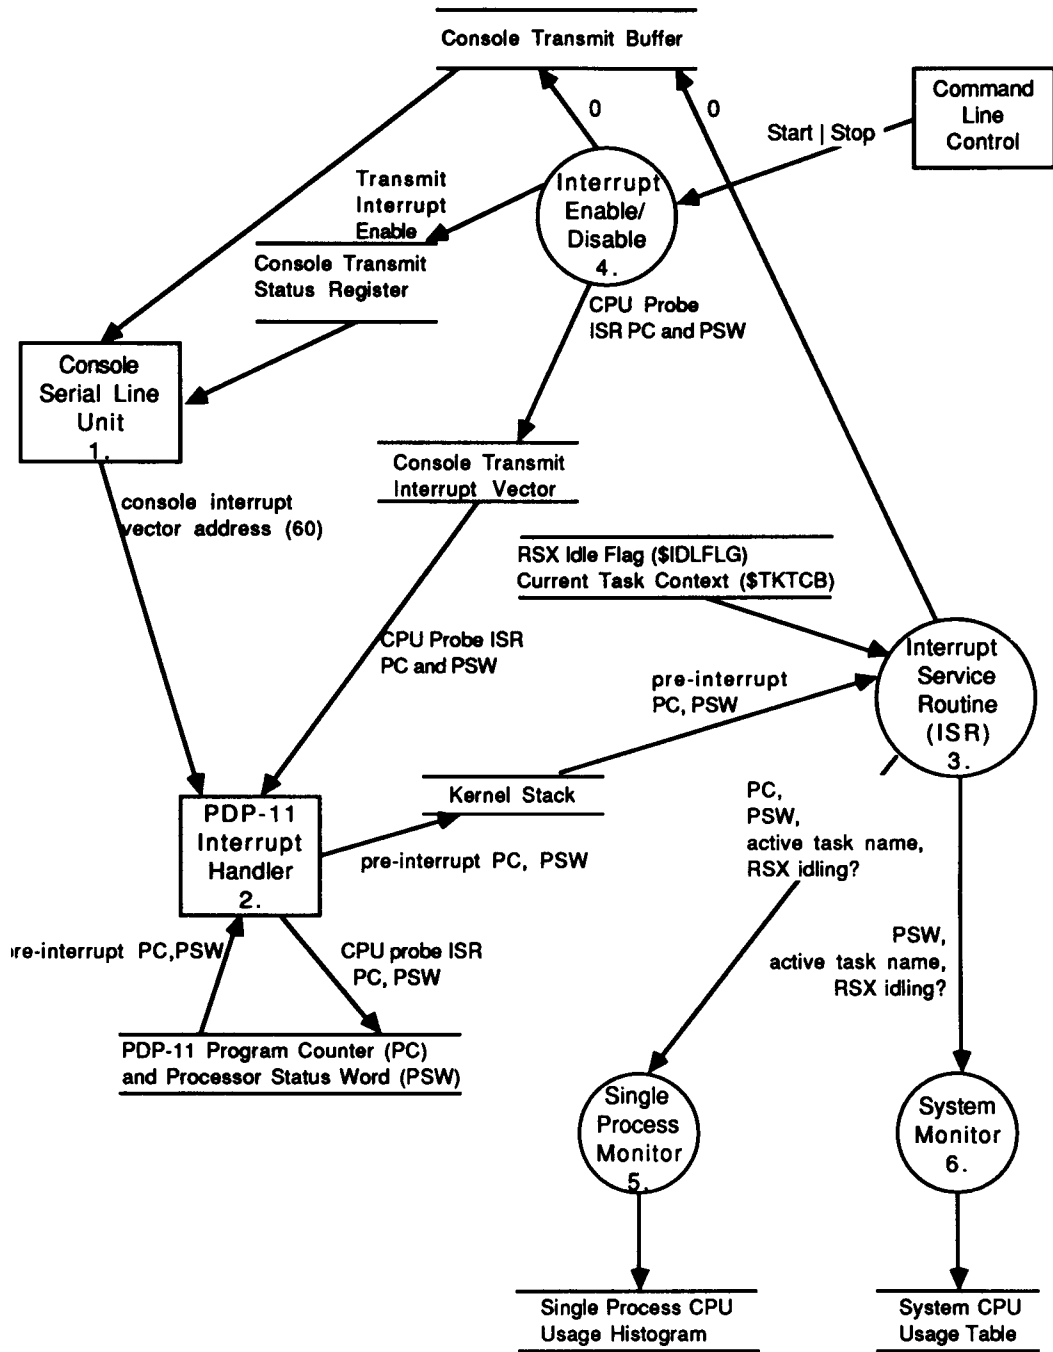 Console Transmit Buffer
0
0
Command
Line
Control
Start | Stop
Transmit
Interrupt
Enable
Interrupt
Enable/
Disable
4.
Console Transmit
Status Register
CPU Probe
ISR PC and PSW
Console
Serial Line
Unit
1.
Console Transmit
Interrupt Vector
console interrupt
vector address (60)
RSX Idle Flag ($IDLFLG)
Current Task Context ($TKTCB)
CPU Probe ISR
PC and PSW
Interrupt
Service
Routine
(ISR)
3.
pre-interrupt
PC, PSW
Kernel Stack
PDP-11
Interrupt
Handler
2.
pre-interrupt PC, PSW
PC,
PSW,
active task name,
RSX idling?
PSW,
active task name,
RSX idling?
re-interrupt PC,PSW
CPU probe ISR
PC, PSW
PDP-11 Program Counter (PC)
and Processor Status Word (PSW)
Single
Process
Monitor
5.
System
Monitor
6.
Single Process CPU
Usage Histogram
System CPU
Usage Table